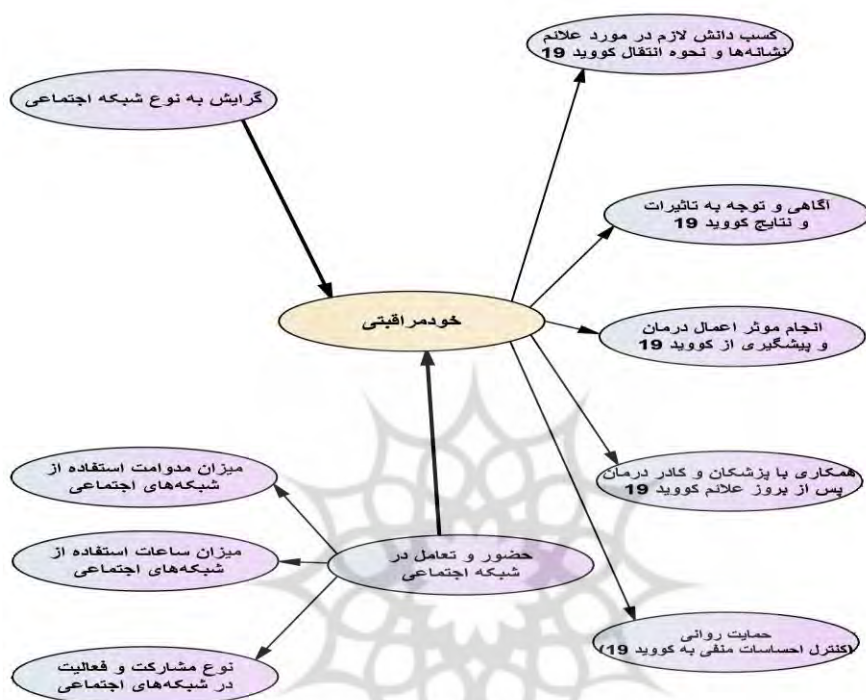 کسب دانش لازم در مورد علائم
نشانه‌ها و نحوه انتقال کووید 19
گرایش به نوع شبکه اجتماعی
آگاهی و توجه به تاثیرات
و نتایج کووید 19
خودمراقبتی
انجام موثر اعمال درمان
و پیشگیری از کووید 19
همکاری با پزشکان و کادر درمان
پس از بروز علائم کووید 19
میزان مداومت استفاده از
شبکه‌های اجتماعی
حضور و تعامل در
شبکه اجتماعی
میزان ساعات استفاده از
شبکه‌های اجتماعی
حمایت روانی
(کنترل احساسات منفی به کووید 19)
نوع مشارکت و فعالیت
در شبکه‌های اجتماعی